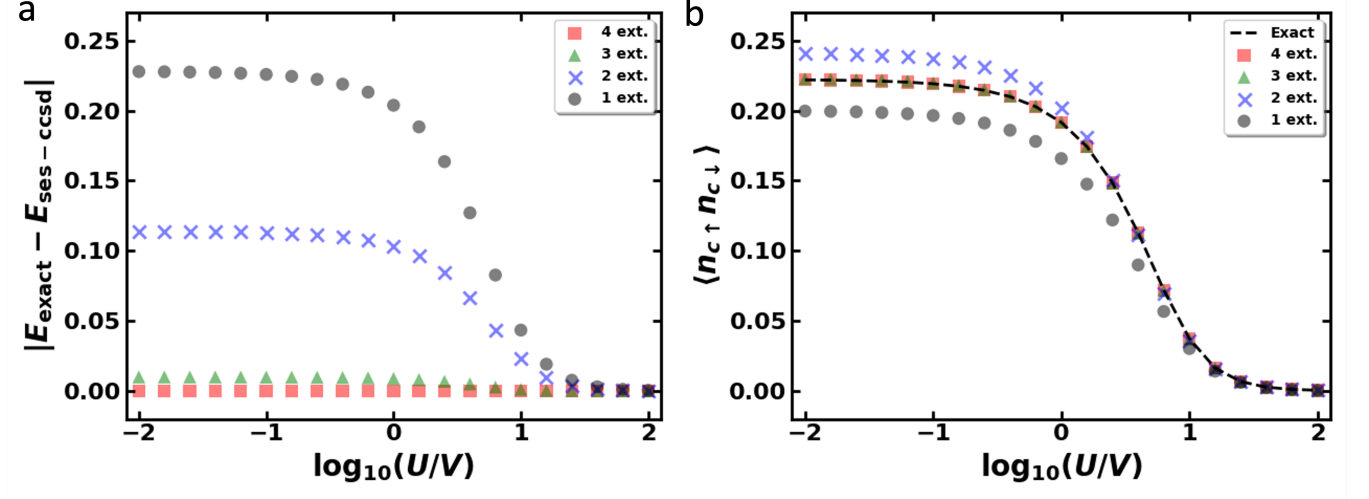 a
|E_exact − E_ses−ccsd|
0.25
0.20
0.15
0.10
0.05
0.00
4 ext.
3 ext.
2 ext.
1 ext.
−2 −1 0 1 2
log₁₀(U/V)
b
⟨n_c↑ n_c↓⟩
0.25
0.20
0.15
0.10
0.05
0.00
Exact
4 ext.
3 ext.
2 ext.
1 ext.
−2 −1 0 1 2
log₁₀(U/V)